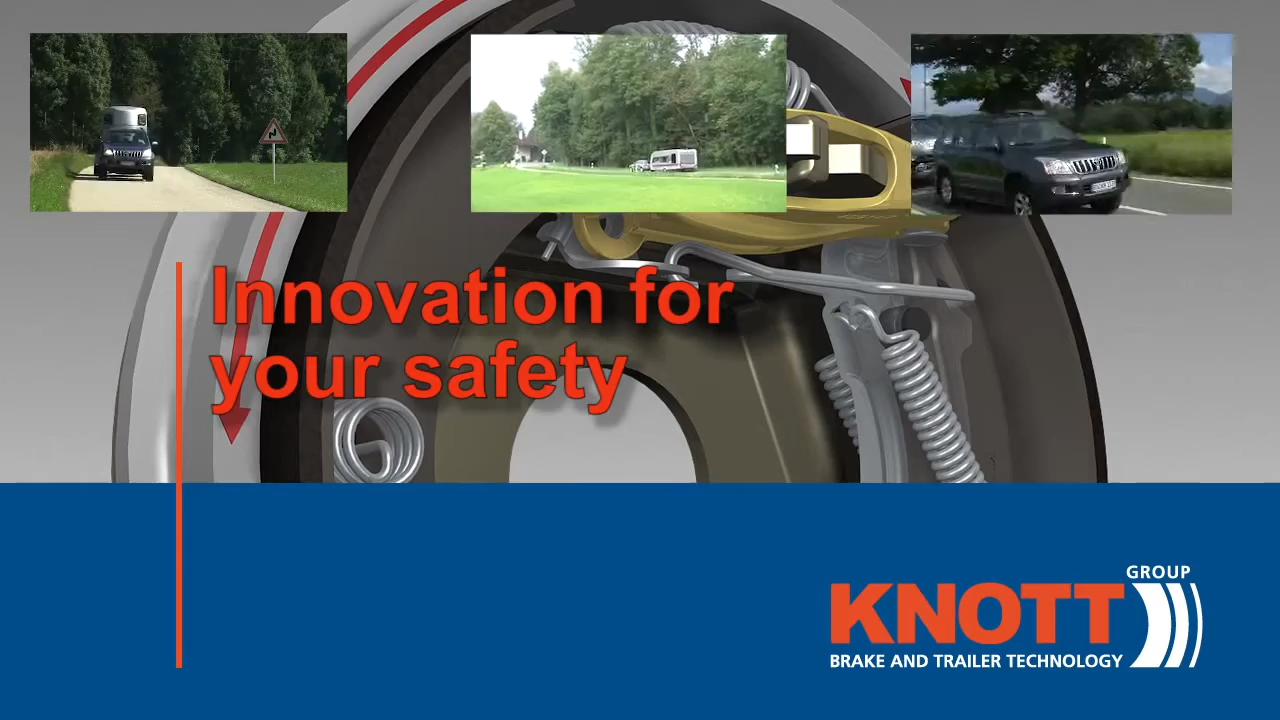 Innovation for
your safety
GROUP
KNOTT
BRAKE AND TRAILER TECHNOLOGY